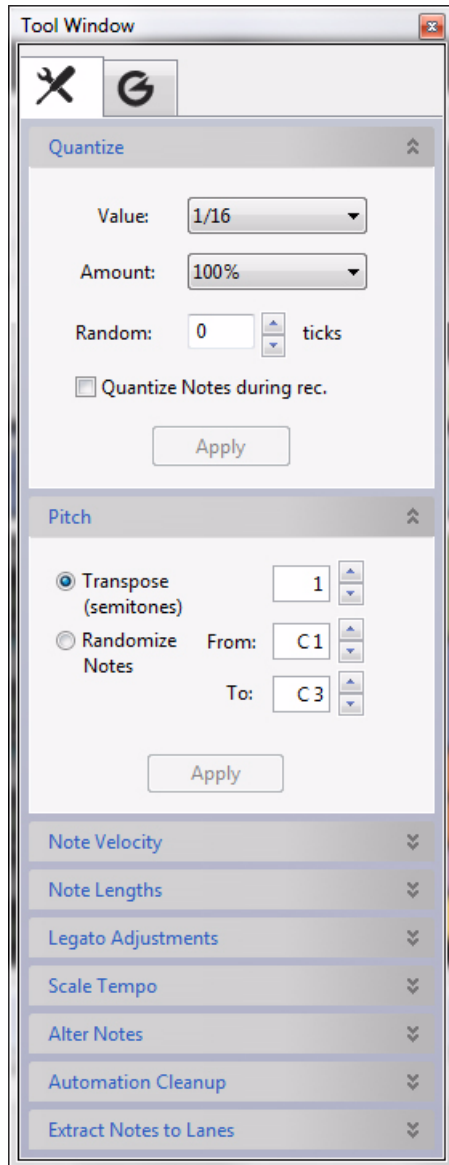 Tool Window
Quantize
Value: 1/16
Amount: 100%
Random: 0 ticks
Quantize Notes during rec.
Apply
Pitch
Transpose 1
(semitones)
Randomize From: C 1
Notes
To: C 3
Apply
Note Velocity
Note Lengths
Legato Adjustments
Scale Tempo
Alter Notes
Automation Cleanup
Extract Notes to Lanes